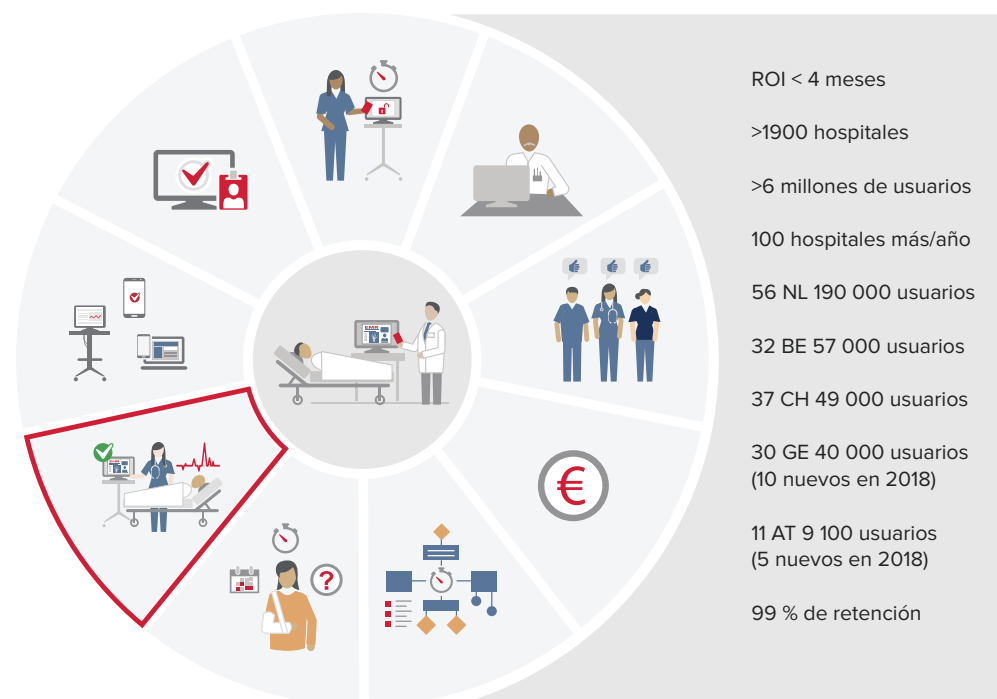 ROI < 4 meses
>1900 hospitales
>6 millones de usuarios
100 hospitales más/año
56 NL 190 000 usuarios
32 BE 57 000 usuarios
37 CH 49 000 usuarios
30 GE 40 000 usuarios
(10 nuevos en 2018)
11 AT 9 100 usuarios
(5 nuevos en 2018)
99 % de retención
EMR
€
?